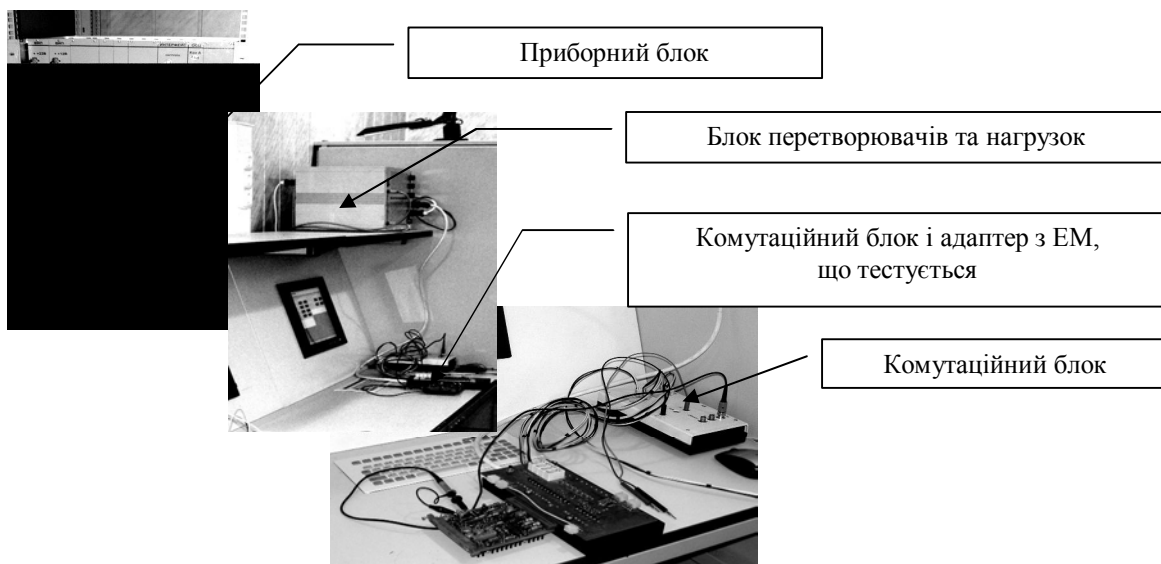 Приборний блок
Блок перетворювачів та нагрузок
Комутаційний блок і адаптер з ЕМ,
що тестується
Комутаційний блок